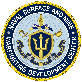 NAVAL SURFACE AND MINE
WARFIGHTING DEVELOPMENT CENTER